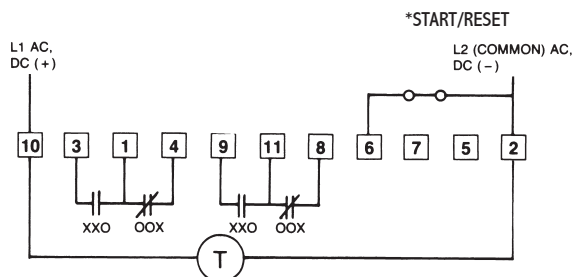 *START/RESET
L1 AC,
DC (+)
L2 (COMMON) AC,
DC (–)
10 3 1 4 9 11 8 6 7 5 2
XXO OOX XXO OOX
T